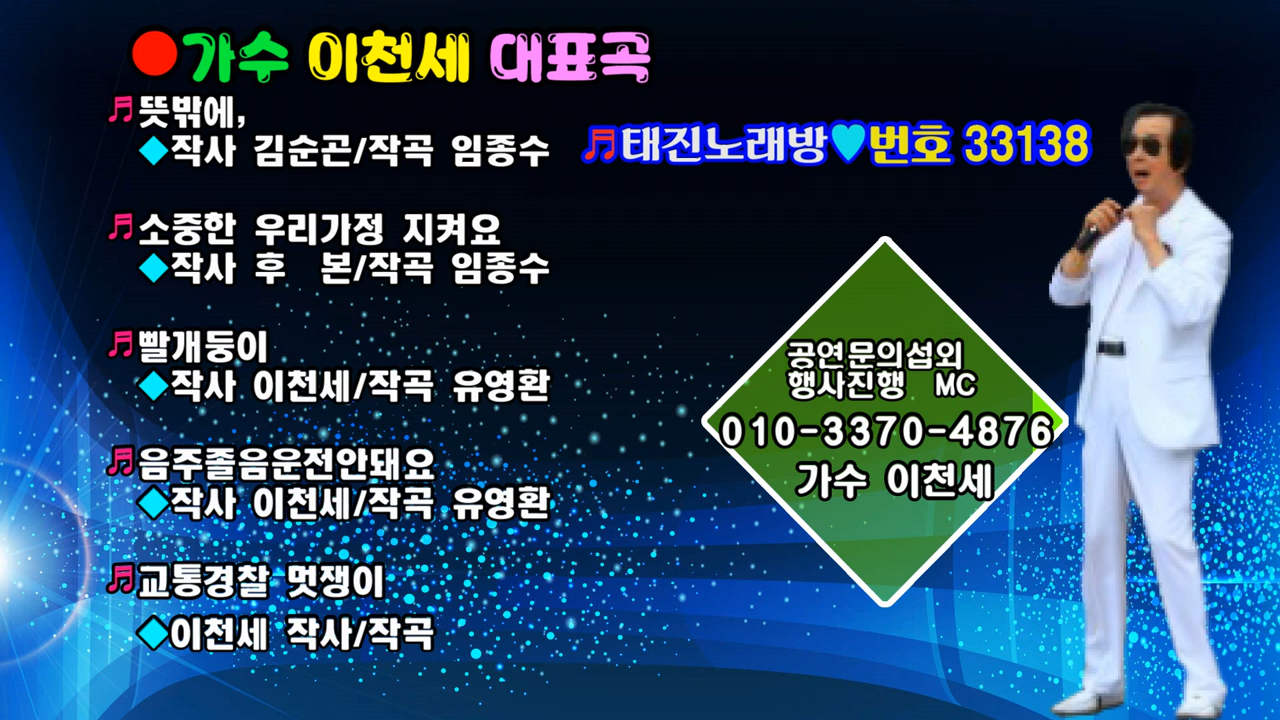 ●가수 이천세 대표곡
♬뜻밖에,
◆작사 김순곤/작곡 임종수
♬태진노래방♥번호 33138
♬소중한 우리가정 지켜요
◆작사 후 본/작곡 임종수
♬빨개둥이
◆작사 이천세/작곡 유영환
♬음주졸음운전안돼요
◆작사 이천세/작곡 유영환
♬교통경찰 멋쟁이
◆이천세 작사/작곡
공연문의섭외
행사진행 MC
010-3370-4876
가수 이천세